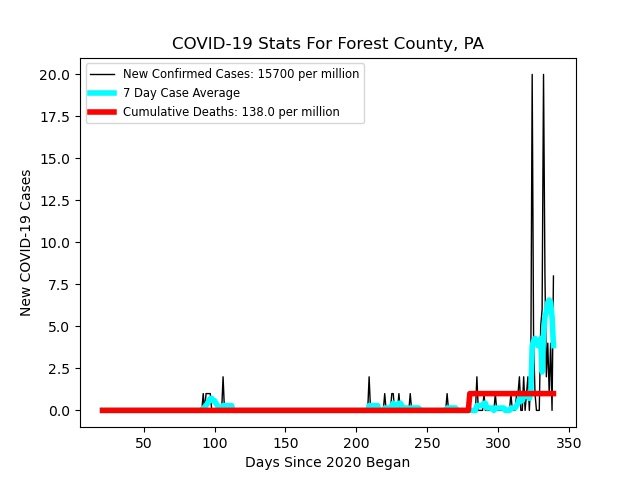 COVID-19 Stats For Forest County, PA
New Confirmed Cases: 15700 per million
7 Day Case Average
Cumulative Deaths: 138.0 per million
New COVID-19 Cases
20.0
17.5
15.0
12.5
10.0
7.5
5.0
2.5
0.0
50 100 150 200 250 300 350
Days Since 2020 Began